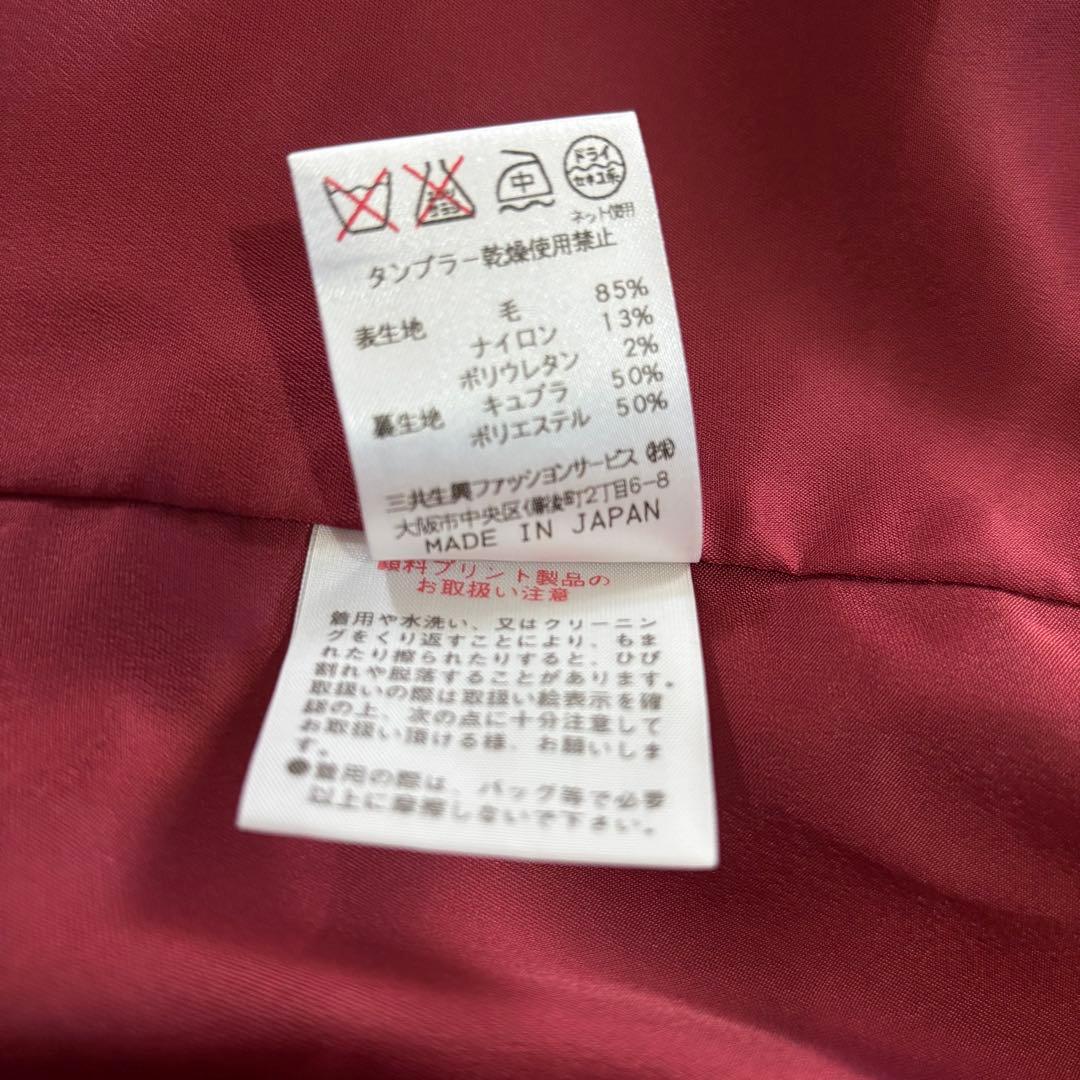 中
ドライ
セキユ系
ネット使用
タンブラー乾燥使用禁止
表生地 毛 85%
ナイロン 13%
ポリウレタン 2%
裏生地 キュプラ 50%
ポリエステル 50%
三共生興ファッションサービス(株)
大阪市中央区 町2丁目6-8
MADE IN JAPAN
顔料プリント製品の
お取扱い注意
着用や水洗い、又はクリーニン
グをくり返すことにより、もま
れたり擦られたりすると、ひび
割れや脱落することがあります。
取扱いの際は取扱い絵表示を確
認の上、次の点に十分注意して
お取扱い頂ける様、お願いしま
す。
●着用の際は、バッグ等で必要
以上に摩擦しないで下さい。